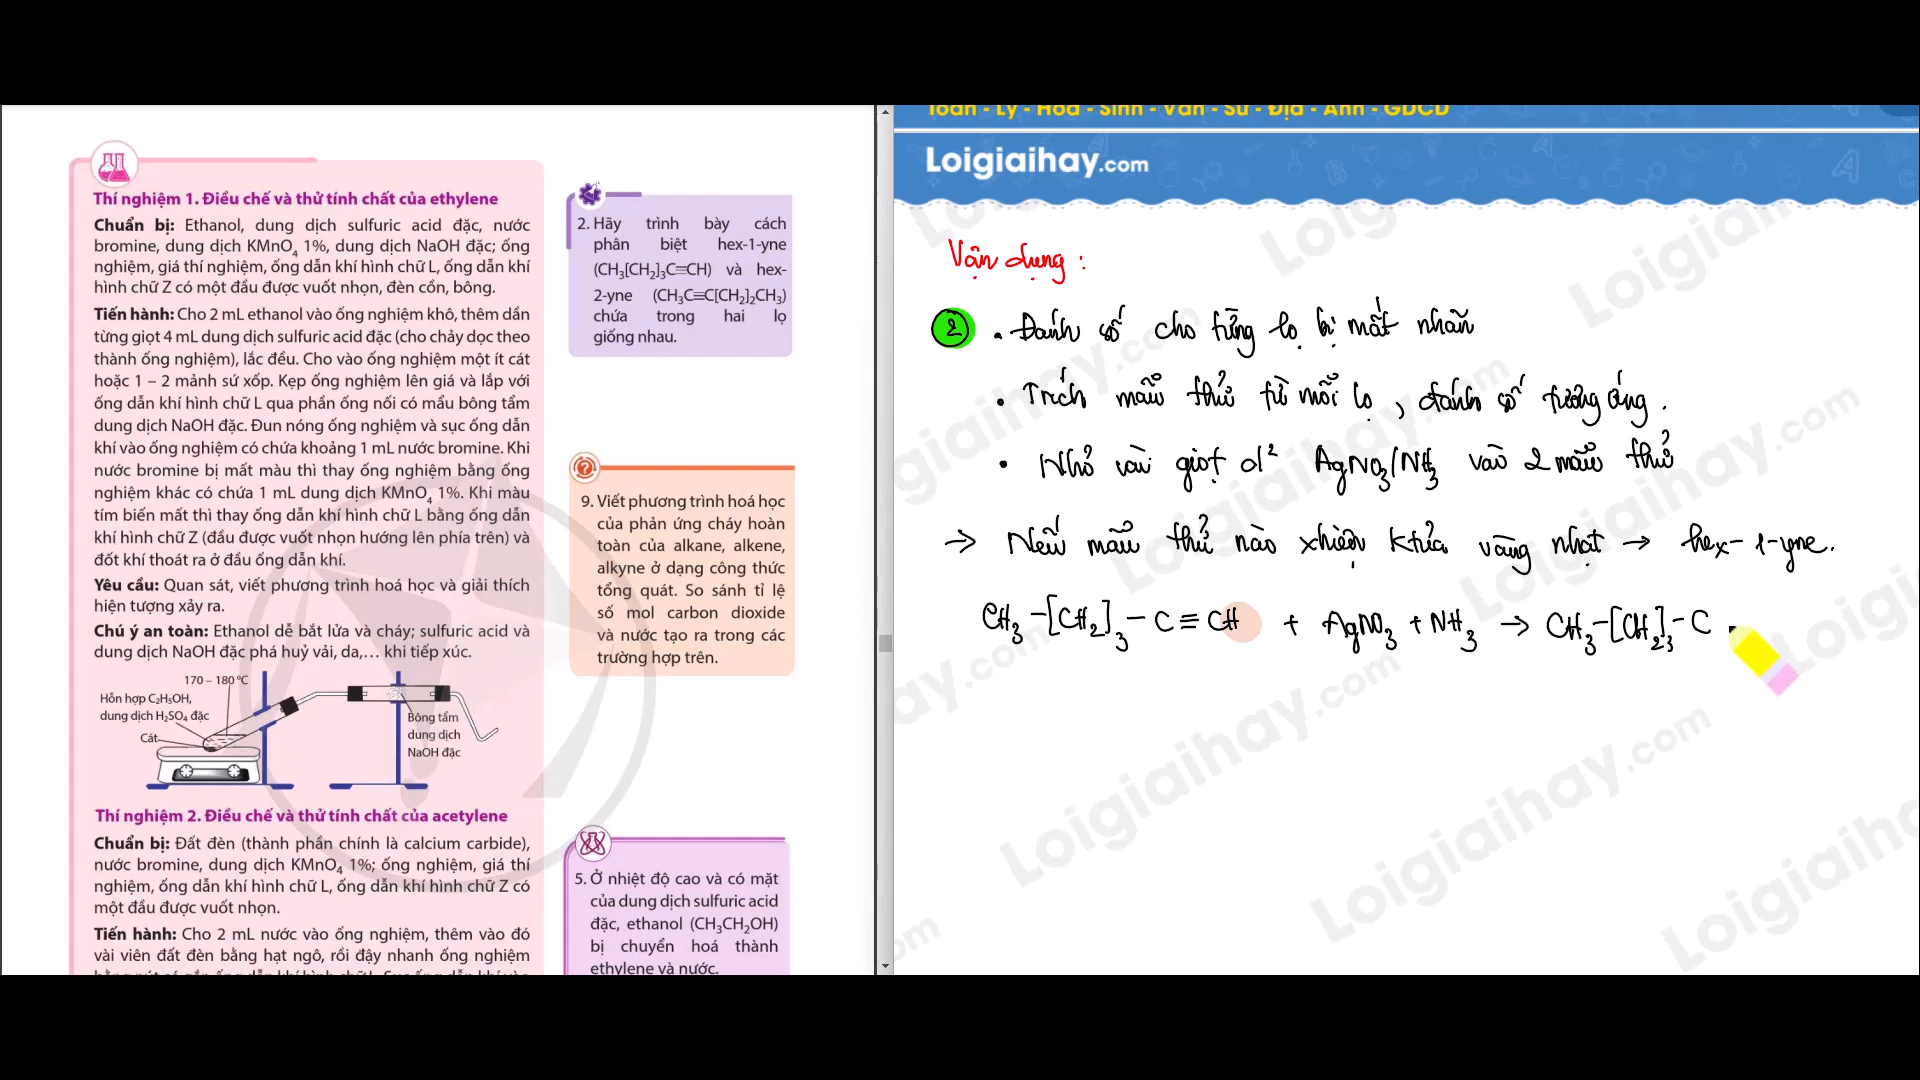 Thí nghiệm 1. Điều chế và thử tính chất của ethylene
Chuẩn bị: Ethanol, dung dịch sulfuric acid đặc, nước
bromine, dung dịch KMnO₄ 1%, dung dịch NaOH đặc; ống
nghiệm, giá thí nghiệm, ống dẫn khí hình chữ L, ống dẫn khí
hình chữ Z có một đầu được vuốt nhọn, đèn cồn, bông.
Tiến hành: Cho 2 mL ethanol vào ống nghiệm khô, thêm dần
từng giọt 4 mL dung dịch sulfuric acid đặc (cho chảy dọc theo
thành ống nghiệm), lắc đều. Cho vào ống nghiệm một ít cát
hoặc 1 – 2 mảnh sứ xốp. Kẹp ống nghiệm lên giá và lắp với
ống dẫn khí hình chữ L qua phần ống nối có mẩu bông tẩm
dung dịch NaOH đặc. Đun nóng ống nghiệm và sục ống dẫn
khí vào ống nghiệm có chứa khoảng 1 mL nước bromine. Khi
nước bromine bị mất màu thì thay ống nghiệm bằng ống
nghiệm khác có chứa 1 mL dung dịch KMnO₄ 1%. Khi màu
tím biến mất thì thay ống dẫn khí hình chữ L bằng ống dẫn
khí hình chữ Z (đầu được vuốt nhọn hướng lên phía trên) và
đốt khí thoát ra ở đầu ống dẫn khí.
Yêu cầu: Quan sát, viết phương trình hoá học và giải thích
hiện tượng xảy ra.
Chú ý an toàn: Ethanol dễ bắt lửa và cháy; sulfuric acid và
dung dịch NaOH đặc phá huỷ vải, da,… khi tiếp xúc.
170 – 180 °C
Hỗn hợp C₂H₅OH,
dung dịch H₂SO₄ đặc
Cát
Bông tẩm
dung dịch
NaOH đặc
Thí nghiệm 2. Điều chế và thử tính chất của acetylene
Chuẩn bị: Đất đèn (thành phần chính là calcium carbide),
nước bromine, dung dịch KMnO₄ 1%; ống nghiệm, giá thí
nghiệm, ống dẫn khí hình chữ L, ống dẫn khí hình chữ Z có
một đầu được vuốt nhọn.
Tiến hành: Cho 2 mL nước vào ống nghiệm, thêm vào đó
vài viên đất đèn bằng hạt ngô, rồi đậy nhanh ống nghiệm
2. Hãy trình bày cách
phân biệt hex-1-yne
(CH₃[CH₂]₃C≡CH) và hex-
2-yne (CH₃C≡C[CH₂]₂CH₃)
chứa trong hai lọ
giống nhau.
9. Viết phương trình hoá học
của phản ứng cháy hoàn
toàn của alkane, alkene,
alkyne ở dạng công thức
tổng quát. So sánh tỉ lệ
số mol carbon dioxide
và nước tạo ra trong các
trường hợp trên.
5. Ở nhiệt độ cao và có mặt
của dung dịch sulfuric acid
đặc, ethanol (CH₃CH₂OH)
bị chuyển hoá thành
ethylene và nước.
Toán - Lý - Hóa - Sinh - Văn - Sử - Địa - Anh - GDCD
Loigiaihay.com
Vận dụng :
2 . Đánh số cho từng lọ bị mất nhãn
. Trích mẫu thử từ mỗi lọ , đánh số tương ứng .
. Nhỏ vài giọt d² AgNO₃/NH₃ vào 2 mẫu thử
→ Nếu mẫu thử nào xhiện ktủa vàng nhạt → hex-1-yne.
CH₃-[CH₂]₃-C≡CH + AgNO₃ + NH₃ → CH₃-[CH₂]₃-C